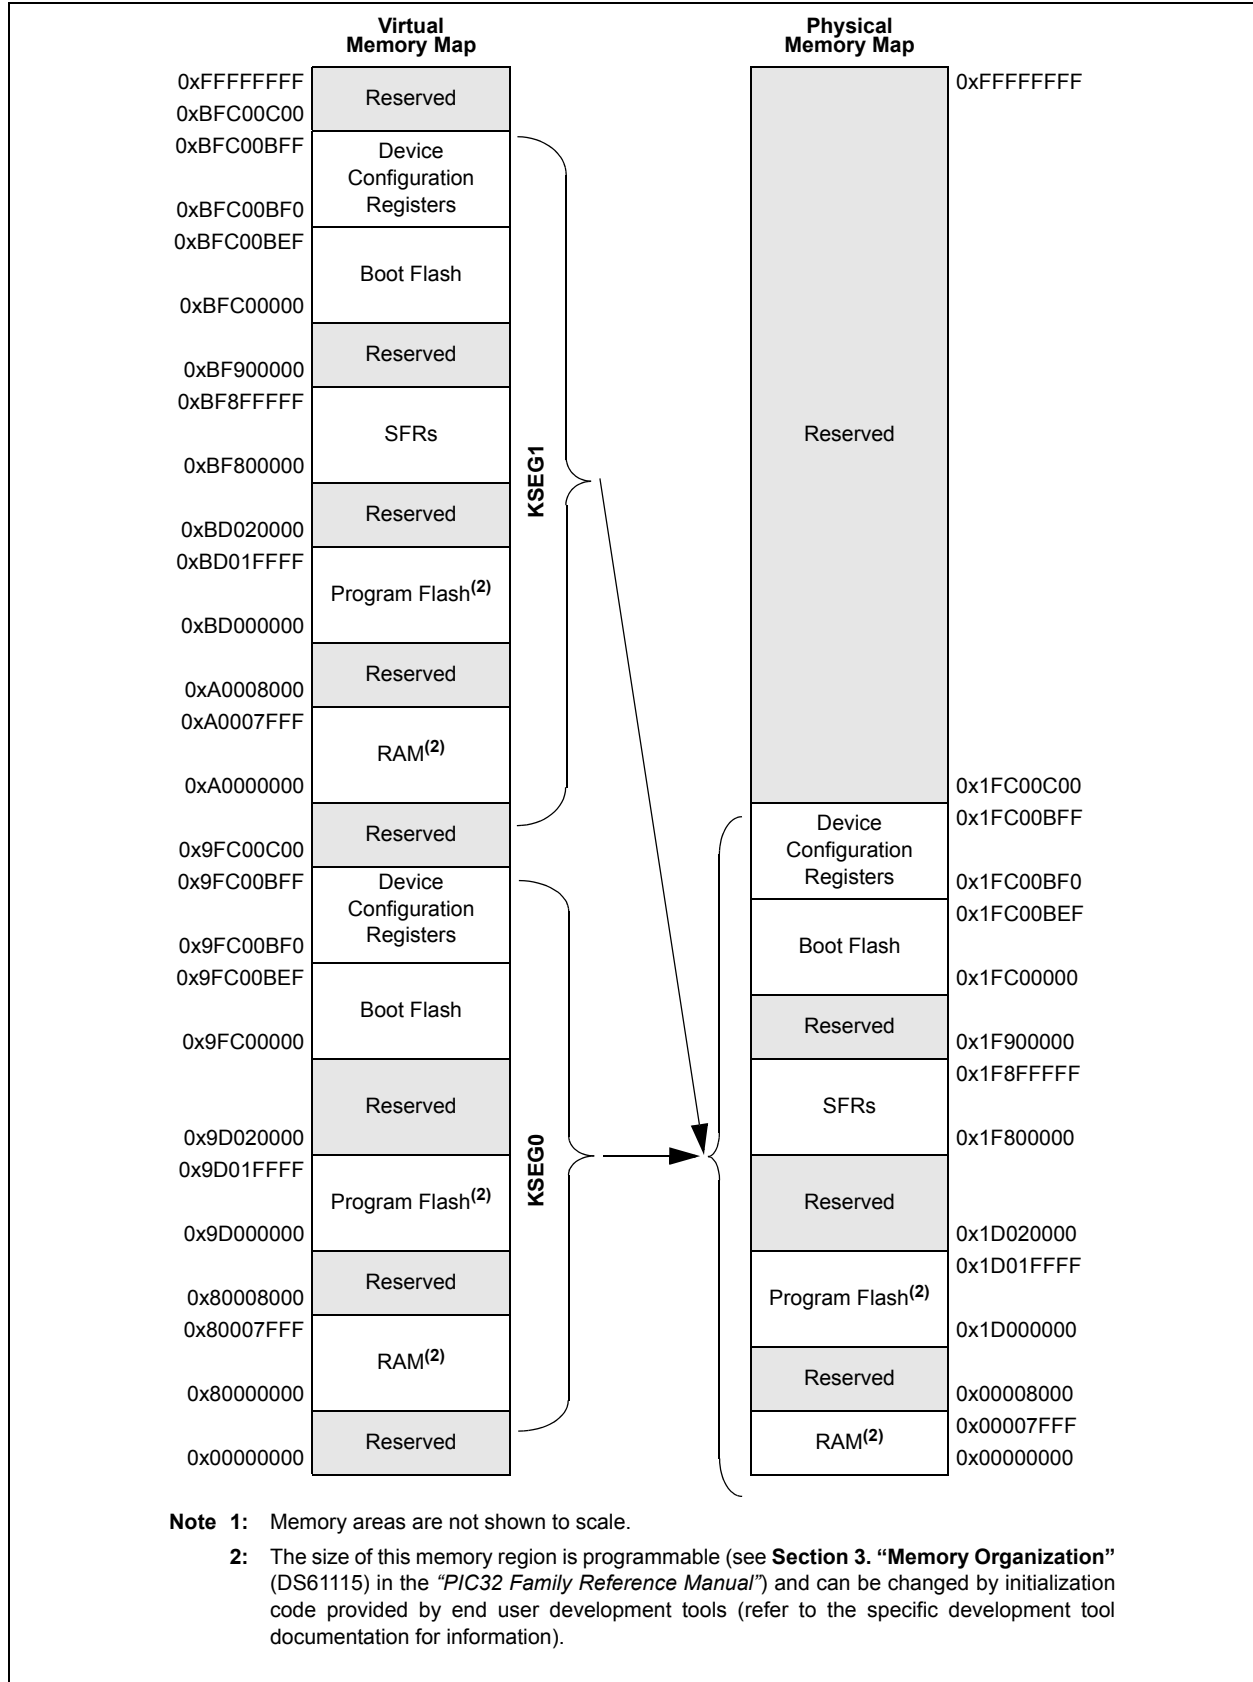 Virtual
Memory Map
0xFFFFFFFF
Reserved
0xBFC00C00
0xBFC00BFF
Device
Configuration
Registers
0xBFC00BF0
0xBFC00BEF
Boot Flash
0xBFC00000
Reserved
0xBF900000
0xBF8FFFFF
SFRs
0xBF800000
Reserved
0xBD020000
0xBD01FFFF
Program Flash(2)
0xBD000000
Reserved
0xA0008000
0xA0007FFF
RAM(2)
0xA0000000
Reserved
0x9FC00C00
0x9FC00BFF
Device
Configuration
Registers
0x9FC00BF0
0x9FC00BEF
Boot Flash
0x9FC00000
Reserved
0x9D020000
0x9D01FFFF
Program Flash(2)
0x9D000000
Reserved
0x80008000
0x80007FFF
RAM(2)
0x80000000
Reserved
0x00000000
KSEG1
KSEG0
Physical
Memory Map
0xFFFFFFFF
Reserved
0x1FC00C00
0x1FC00BFF
Device
Configuration
Registers
0x1FC00BF0
0x1FC00BEF
Boot Flash
0x1FC00000
Reserved
0x1F900000
0x1F8FFFFF
SFRs
0x1F800000
Reserved
0x1D020000
0x1D01FFFF
Program Flash(2)
0x1D000000
Reserved
0x00008000
0x00007FFF
RAM(2)
0x00000000
Note 1: Memory areas are not shown to scale.
2: The size of this memory region is programmable (see Section 3. “Memory Organization”
(DS61115) in the “PIC32 Family Reference Manual”) and can be changed by initialization
code provided by end user development tools (refer to the specific development tool
documentation for information).